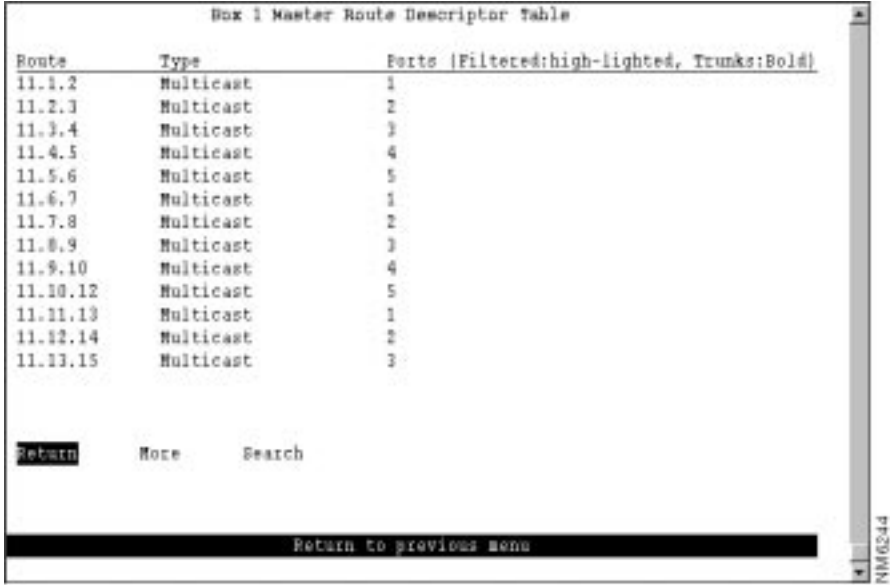 Box 1 Master Route Descriptor Table
Route Type Ports (Filtered:high-lighted, Trunks:Bold)
11.1.2 Multicast 1
11.2.3 Multicast 2
11.3.4 Multicast 3
11.4.5 Multicast 4
11.5.6 Multicast 5
11.6.7 Multicast 1
11.7.8 Multicast 2
11.8.9 Multicast 3
11.9.10 Multicast 4
11.10.12 Multicast 5
11.11.13 Multicast 1
11.12.14 Multicast 2
11.13.15 Multicast 3
Return More Search
Return to previous menu
NM6244